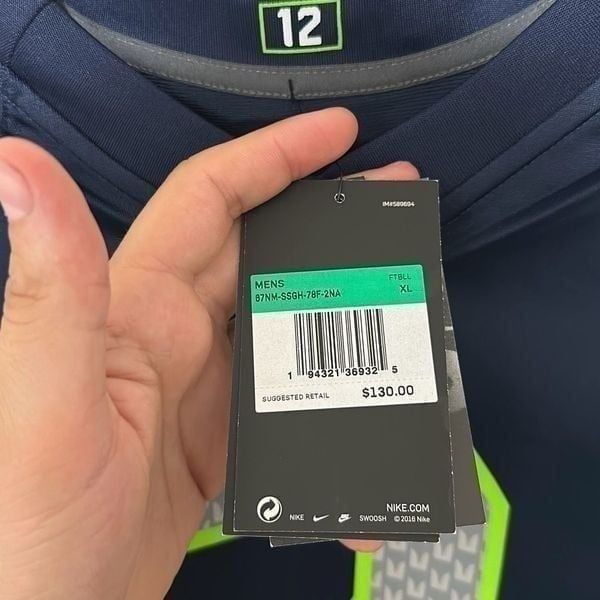 12
IM#589694
MENS FTBLL
67NM-SSGH-78F-2NA XL
1 94321 36932 5
SUGGESTED RETAIL $130.00
NIKE.COM
NIKE SWOOSH © 2016 Nike